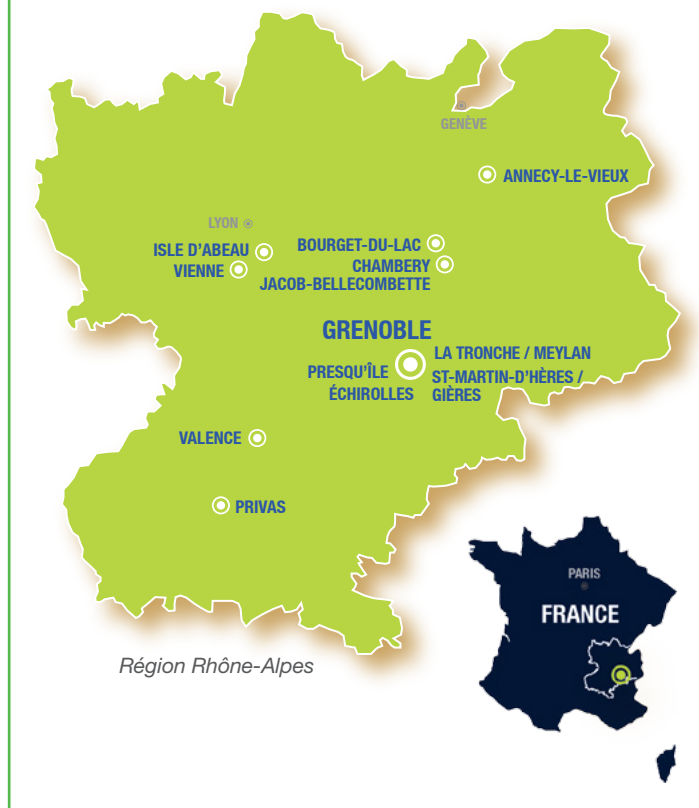 GENÈVE
ANNECY-LE-VIEUX
LYON
ISLE D'ABEAU
BOURGET-DU-LAC
VIENNE
CHAMBERY
JACOB-BELLECOMBETTE
GRENOBLE
LA TRONCHE / MEYLAN
PRESQU'ÎLE
ST-MARTIN-D'HÈRES /
ÉCHIROLLES
GIÈRES
VALENCE
PRIVAS
PARIS
FRANCE
Région Rhône-Alpes